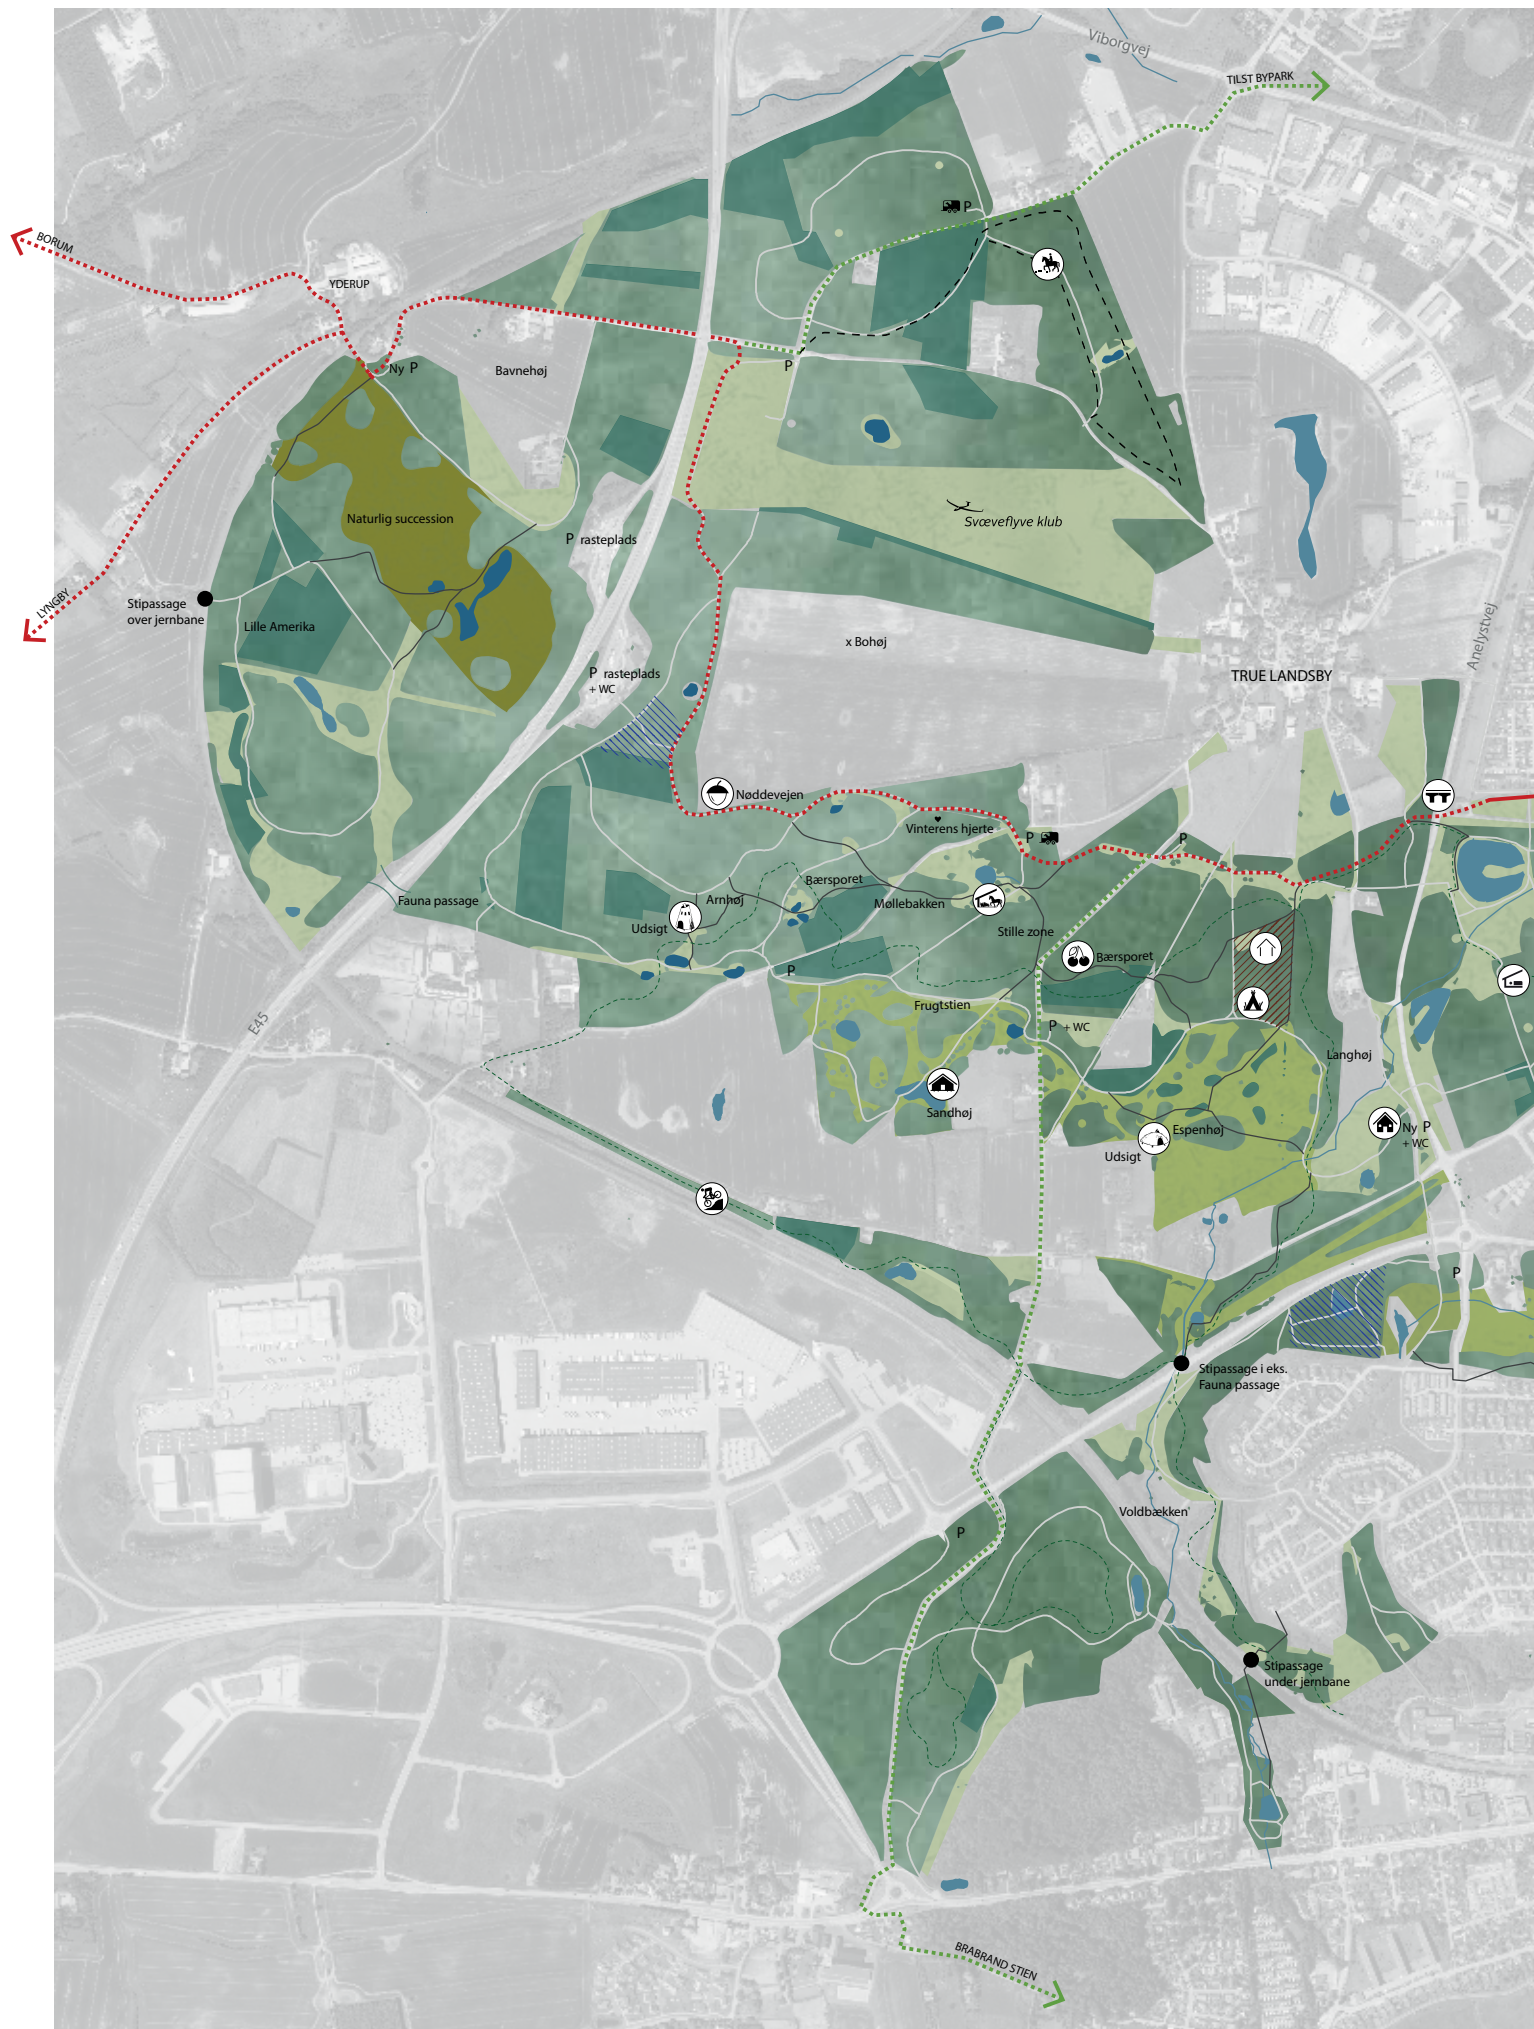 Viborgvej
TILST BYPARK
P
BORUM
YDERUP
Ny P
Bavnehøj
P
Naturlig succession
Svæveflyve klub
P rasteplads
LYNGBY
Stipassage
over jernbane
Lille Amerika
Anelystvej
x Bohøj
P rasteplads
+ WC
TRUE LANDSBY
Nøddevejen
Vinterens hjerte
P
P
Bærsporet
Fauna passage
Arnhøj
Møllebakken
Udsigt
Stille zone
Bærsporet
P
Frugtstien
E45
P + WC
Langhøj
Sandhøj
Ny P
+ WC
Espenhøj
Udsigt
P
Stipassage i eks.
Fauna passage
Voldbækken
P
Stipassage
under jernbane
BRABRAND STIEN